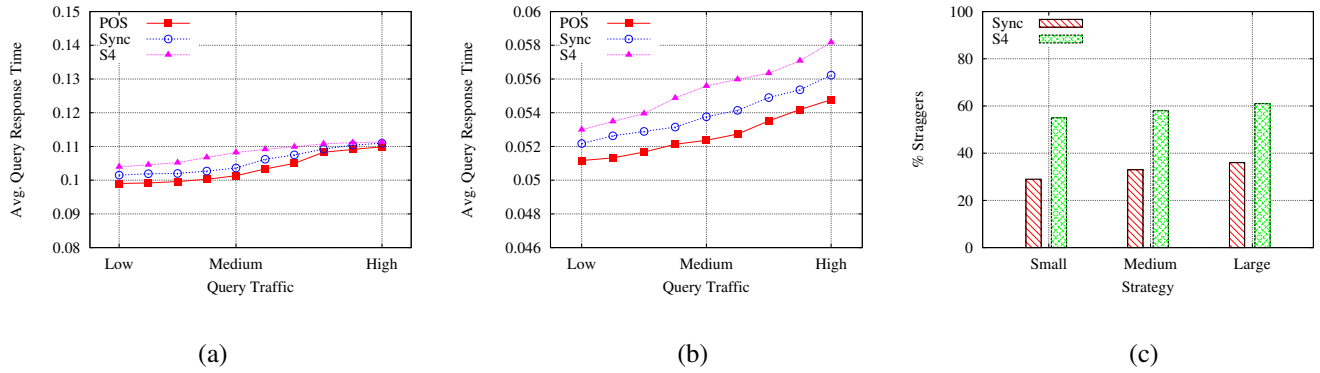 0.15
0.14
0.13
0.12
0.11
0.1
0.09
0.08
Avg. Query Response Time
POS
Sync
S4
Low Medium High
Query Traffic
(a)
0.06
0.058
0.056
0.054
0.052
0.05
0.048
0.046
Avg. Query Response Time
POS
Sync
S4
Low Medium High
Query Traffic
(b)
100
80
60
40
20
0
% Straggers
Sync
S4
Small Medium Large
Strategy
(c)